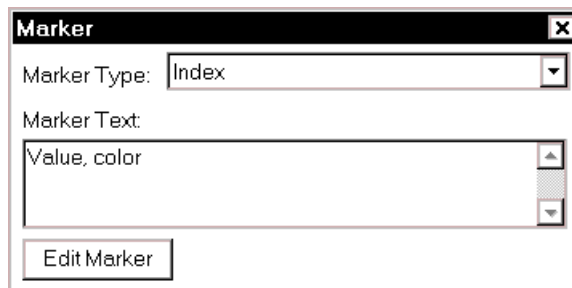 Marker
Marker Type: Index
Marker Text:
Value, color
Edit Marker